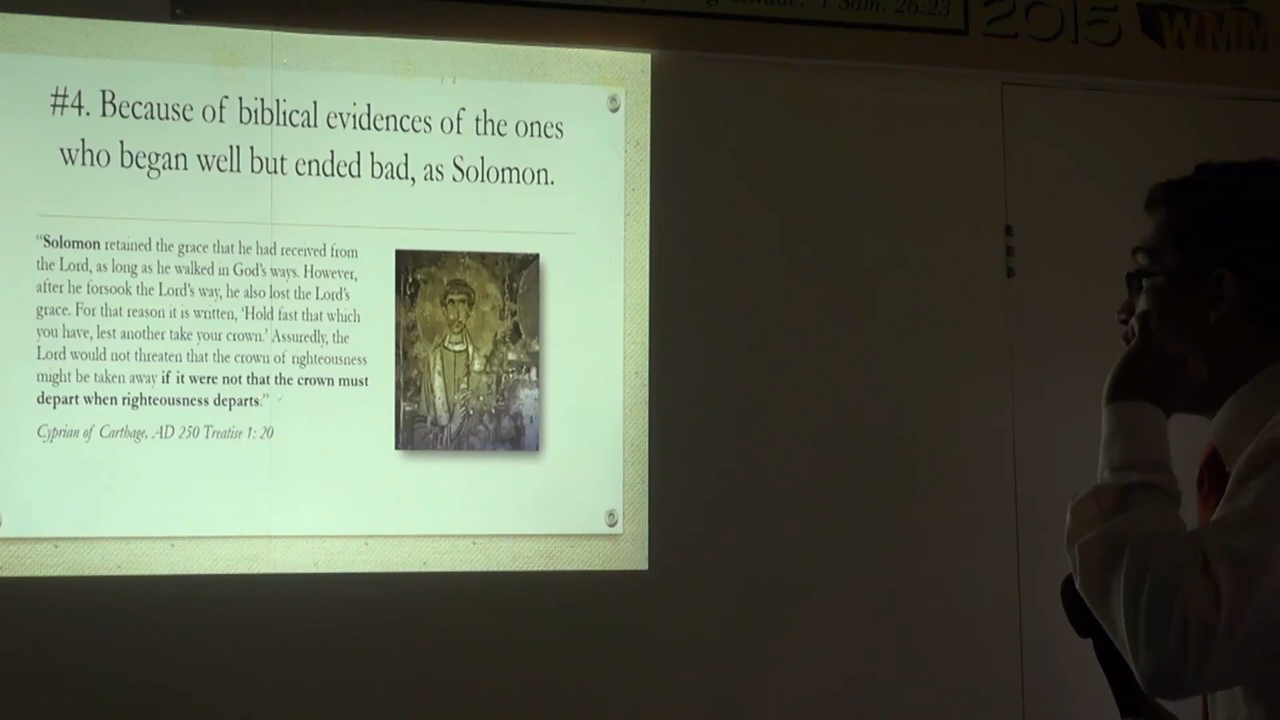 1 Sam. 26:23
2015
WMM
#4. Because of biblical evidences of the ones
who began well but ended bad, as Solomon.
“Solomon retained the grace that he had received from
the Lord, as long as he walked in God’s ways. However,
after he forsook the Lord’s way, he also lost the Lord’s
grace. For that reason it is written, ‘Hold fast that which
you have, lest another take your crown.’ Assuredly, the
Lord would not threaten that the crown of righteousness
might be taken away if it were not that the crown must
depart when righteousness departs.”
Cyprian of Carthage, AD 250 Treatise 1: 20